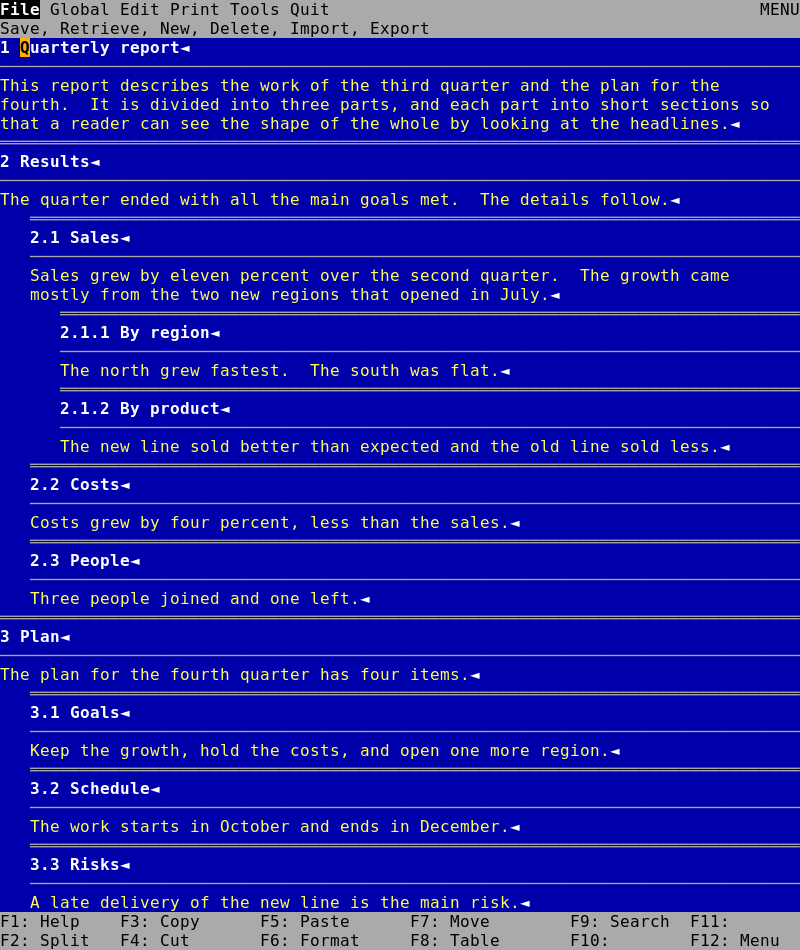 File Global Edit Print Tools Quit MENU
Save, Retrieve, New, Delete, Import, Export
1 Quarterly report◄
This report describes the work of the third quarter and the plan for the
fourth.  It is divided into three parts, and each part into short sections so
that a reader can see the shape of the whole by looking at the headlines.◄
2 Results◄
The quarter ended with all the main goals met.  The details follow.◄
2.1 Sales◄
Sales grew by eleven percent over the second quarter.  The growth came
mostly from the two new regions that opened in July.◄
2.1.1 By region◄
The north grew fastest.  The south was flat.◄
2.1.2 By product◄
The new line sold better than expected and the old line sold less.◄
2.2 Costs◄
Costs grew by four percent, less than the sales.◄
2.3 People◄
Three people joined and one left.◄
3 Plan◄
The plan for the fourth quarter has four items.◄
3.1 Goals◄
Keep the growth, hold the costs, and open one more region.◄
3.2 Schedule◄
The work starts in October and ends in December.◄
3.3 Risks◄
A late delivery of the new line is the main risk.◄
F1: Help F3: Copy F5: Paste F7: Move F9: Search F11:
F2: Split F4: Cut F6: Format F8: Table F10: F12: Menu